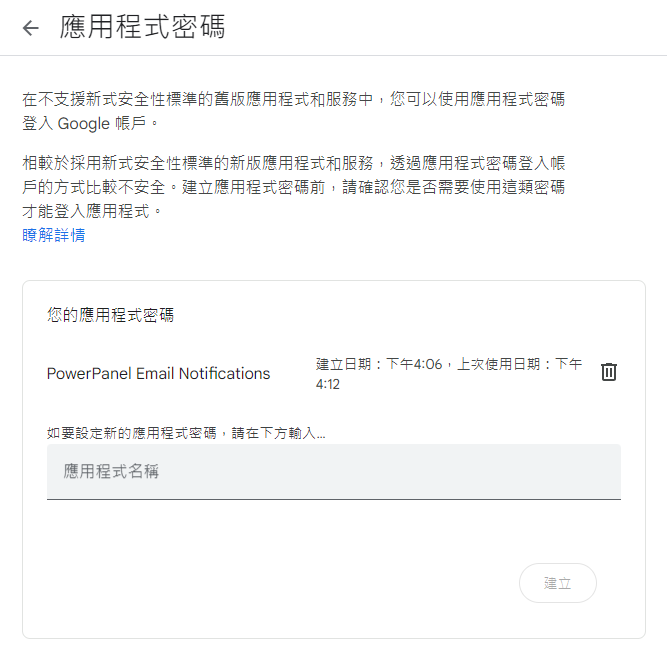 應用程式密碼
在不支援新式安全性標準的舊版應用程式和服務中，您可以使用應用程式密碼
登入 Google 帳戶。
相較於採用新式安全性標準的新版應用程式和服務，透過應用程式密碼登入帳
戶的方式比較不安全。建立應用程式密碼前，請確認您是否需要使用這類密碼
才能登入應用程式。
瞭解詳情
您的應用程式密碼
PowerPanel Email Notifications
建立日期：下午4:06，上次使用日期：下午
4:12
如要設定新的應用程式密碼，請在下方輸入...
應用程式名稱
建立